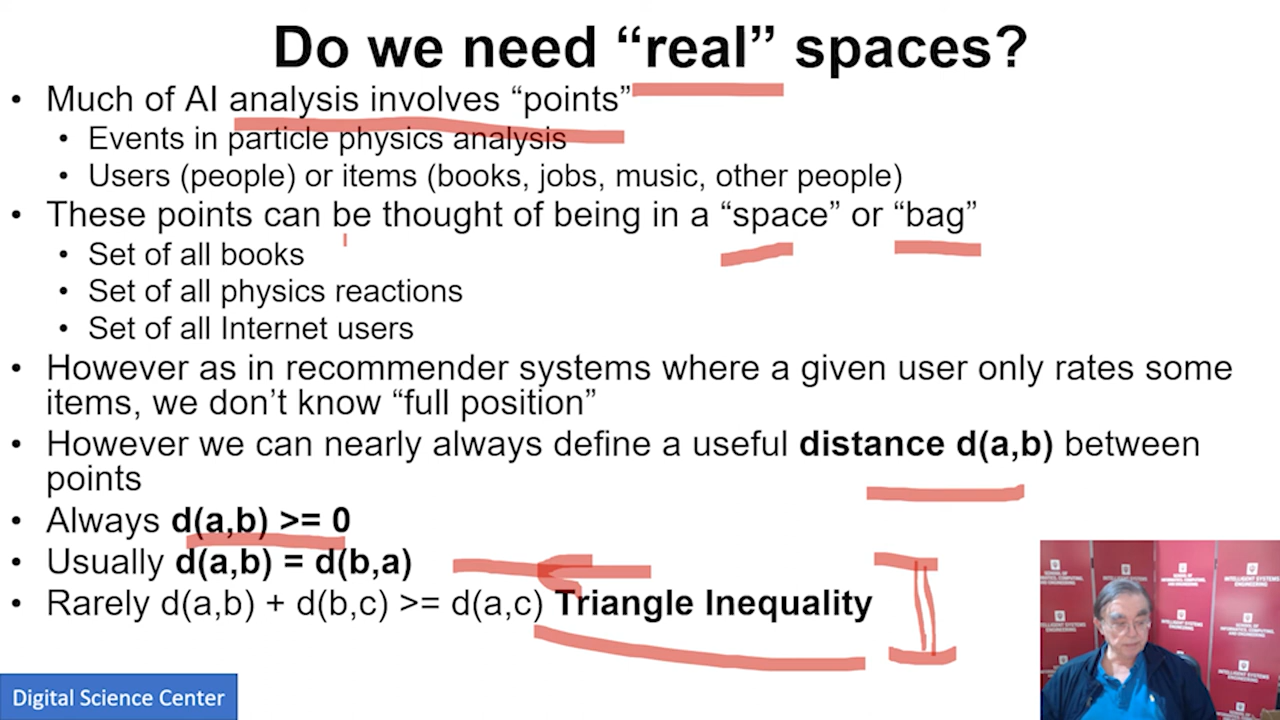 Do we need “real” spaces?
• Much of AI analysis involves “points”
• Events in particle physics analysis
• Users (people) or items (books, jobs, music, other people)
• These points can be thought of being in a “space” or “bag”
• Set of all books
• Set of all physics reactions
• Set of all Internet users
• However as in recommender systems where a given user only rates some
items, we don’t know “full position”
• However we can nearly always define a useful distance d(a,b) between
points
• Always d(a,b) >= 0
• Usually d(a,b) = d(b,a)
• Rarely d(a,b) + d(b,c) >= d(a,c) Triangle Inequality
Digital Science Center
INTELLIGENT SYSTEMS
ENGINEERING